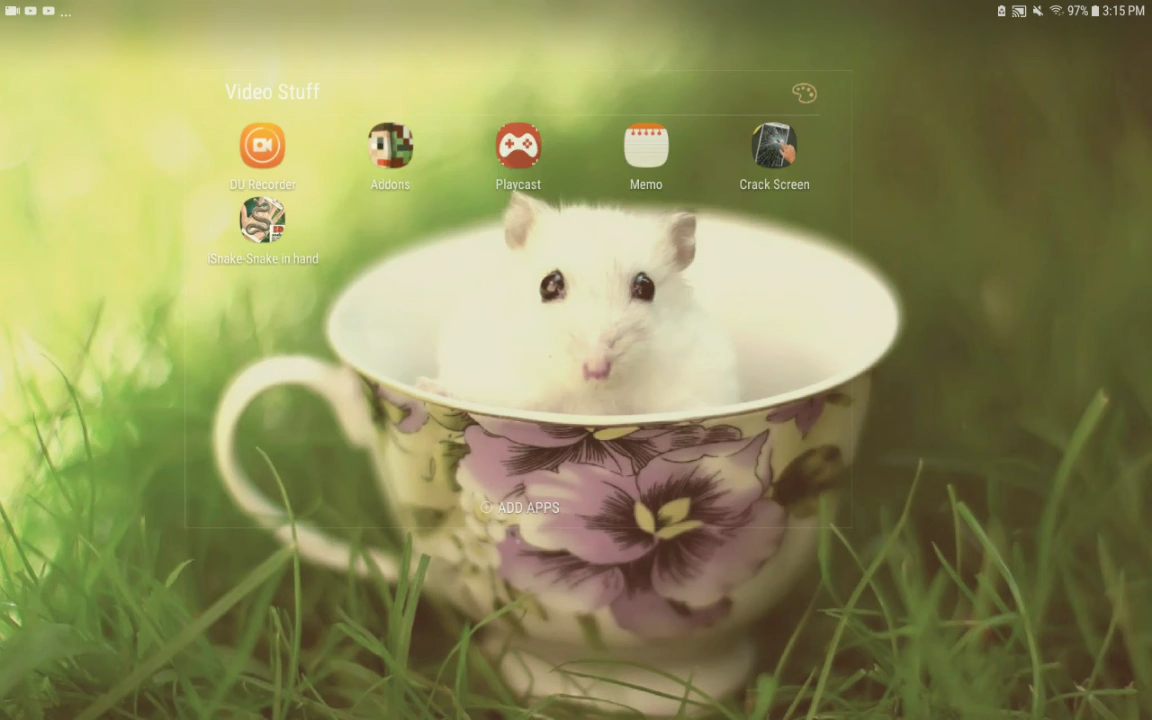 ... 97% 3:15 PM
Video Stuff
DU Recorder Addons Playcast Memo Crack Screen
iSnake-Snake in hand
ADD APPS